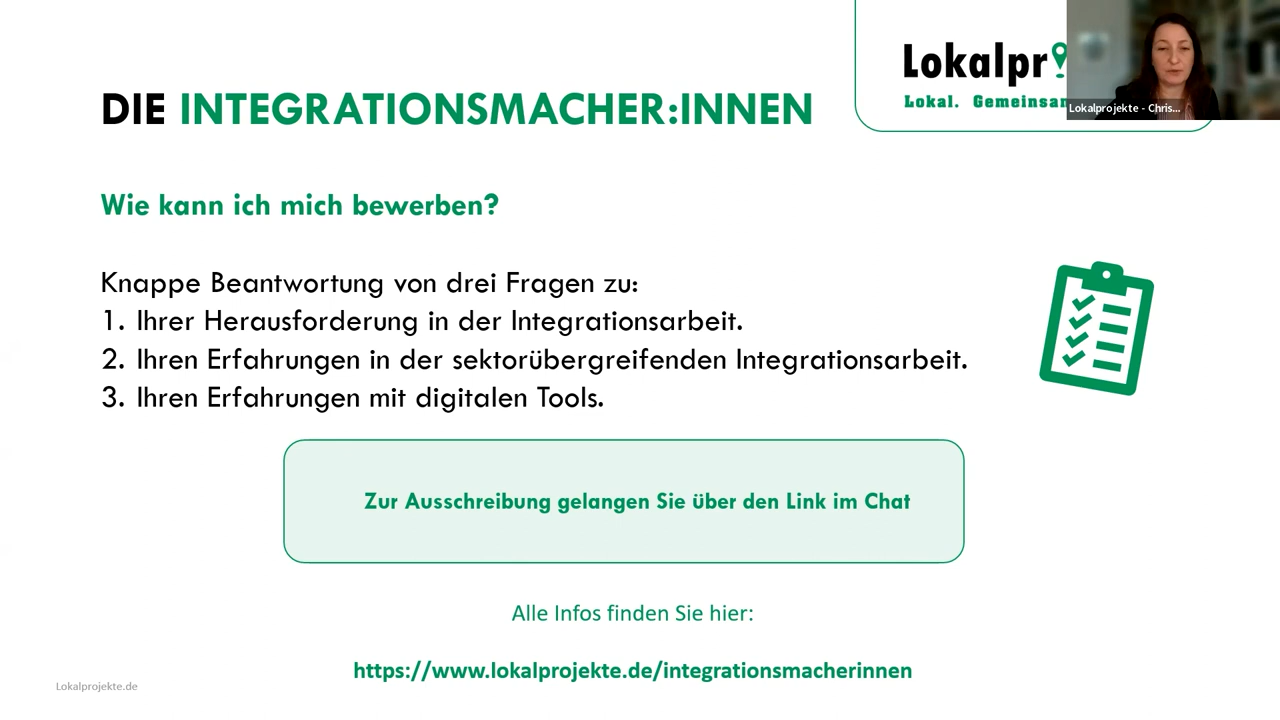 Lokalpr
Lokal. Gemeinsam
Lokalprojekte - Chris...
DIE INTEGRATIONSMACHER:INNEN
Wie kann ich mich bewerben?
Knappe Beantwortung von drei Fragen zu:
1. Ihrer Herausforderung in der Integrationsarbeit.
2. Ihren Erfahrungen in der sektorübergreifenden Integrationsarbeit.
3. Ihren Erfahrungen mit digitalen Tools.
Zur Ausschreibung gelangen Sie über den Link im Chat
Alle Infos finden Sie hier:
https://www.lokalprojekte.de/integrationsmacherinnen
Lokalprojekte.de